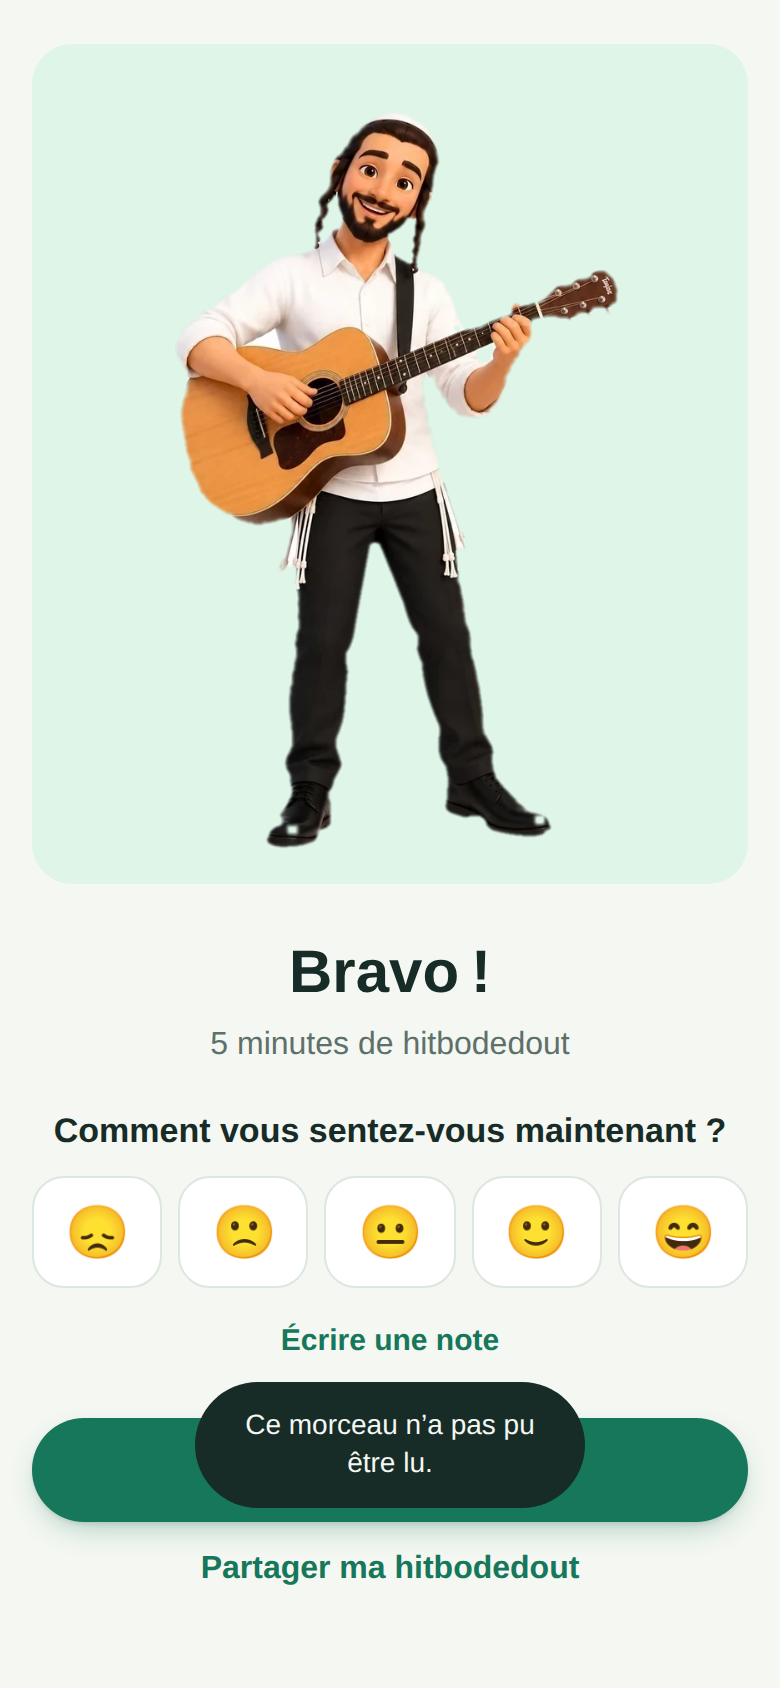 Taylor
Bravo !
5 minutes de hitbodedout
Comment vous sentez-vous maintenant ?
Écrire une note
Ce morceau n’a pas pu
être lu.
Partager ma hitbodedout